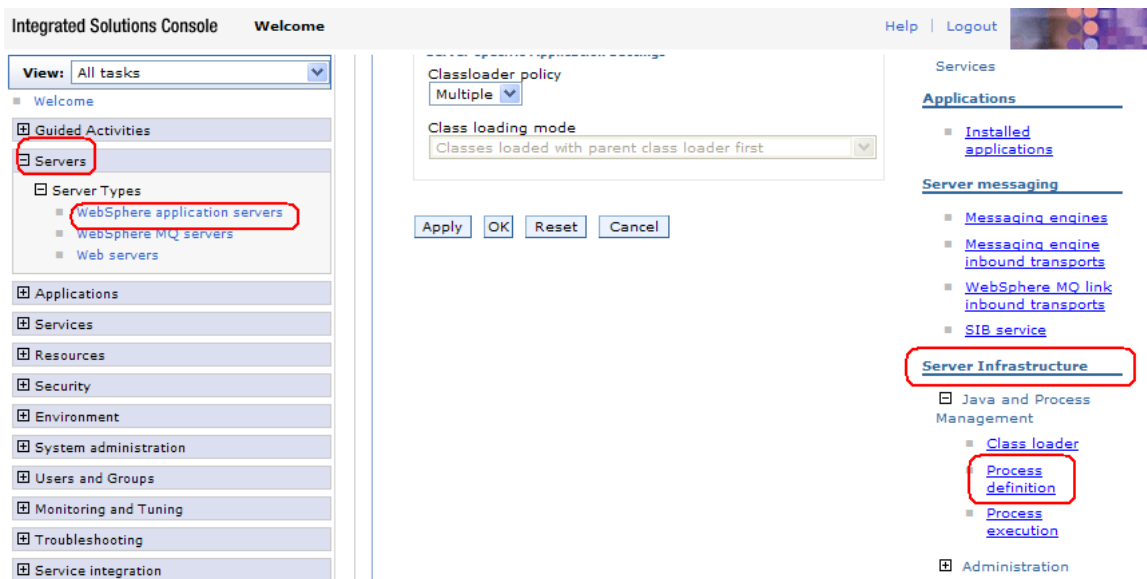 Integrated Solutions Console Welcome Help | Logout
View: All tasks
Welcome
Guided Activities
Servers
Server Types
WebSphere application servers
WebSphere MQ servers
Web servers
Applications
Services
Resources
Security
Environment
System administration
Users and Groups
Monitoring and Tuning
Troubleshooting
Service integration
Classloader policy
Multiple
Class loading mode
Classes loaded with parent class loader first
Apply OK Reset Cancel
Services
Applications
Installed
applications
Server messaging
Messaging engines
Messaging engine
inbound transports
WebSphere MQ link
inbound transports
SIB service
Server Infrastructure
Java and Process
Management
Class loader
Process
definition
Process
execution
Administration